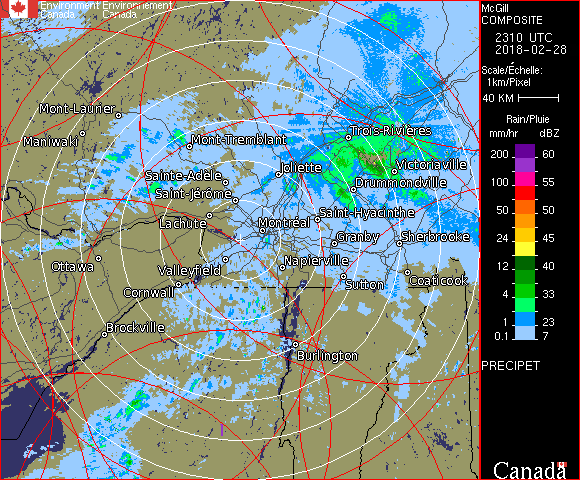 Environment Environnement
Canada Canada
McGill
COMPOSITE
2310 UTC
2018-02-28
Scale/Échelle:
1km/Pixel
40 KM
Rain/Pluie
mm/hr dBZ
200 60
100 55
50 50
24 45
12 40
4 33
1 23
0.1 7
PRECIPET
Canada
Mont-Laurier
Maniwaki
Mont-Tremblant
Trois-Rivières
Victoriaville
Sainte-Adèle
Joliette
Drummondville
Saint-Jérôme
Lachute
Montréal
Saint-Hyacinthe
Granby
Sherbrooke
Ottawa
Valleyfield
Napierville
Cornwall
Sutton
Coaticook
Brockville
Burlington